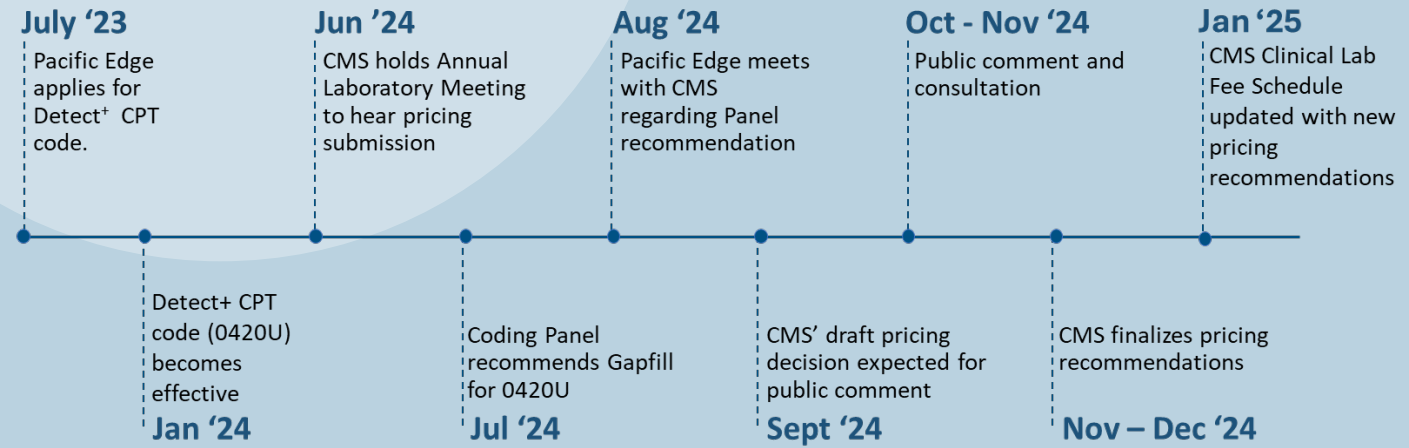 July ‘23
Pacific Edge
applies for
Detect⁺ CPT
code.
Jun ’24
CMS holds Annual
Laboratory Meeting
to hear pricing
submission
Aug ‘24
Pacific Edge meets
with CMS
regarding Panel
recommendation
Oct - Nov ‘24
Public comment and
consultation
Jan ‘25
CMS Clinical Lab
Fee Schedule
updated with new
pricing
recommendations
Detect+ CPT
code (0420U)
becomes
effective
Jan ‘24
Coding Panel
recommends Gapfill
for 0420U
Jul ‘24
CMS’ draft pricing
decision expected for
public comment
Sept ‘24
CMS finalizes pricing
recommendations
Nov – Dec ‘24